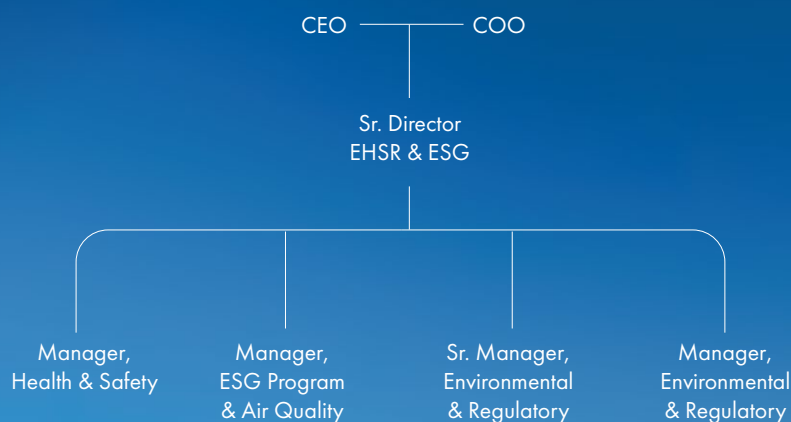 CEO
COO
Sr. Director
EHSR & ESG
Manager,
Health & Safety
Manager,
ESG Program
& Air Quality
Sr. Manager,
Environmental
& Regulatory
Manager,
Environmental
& Regulatory